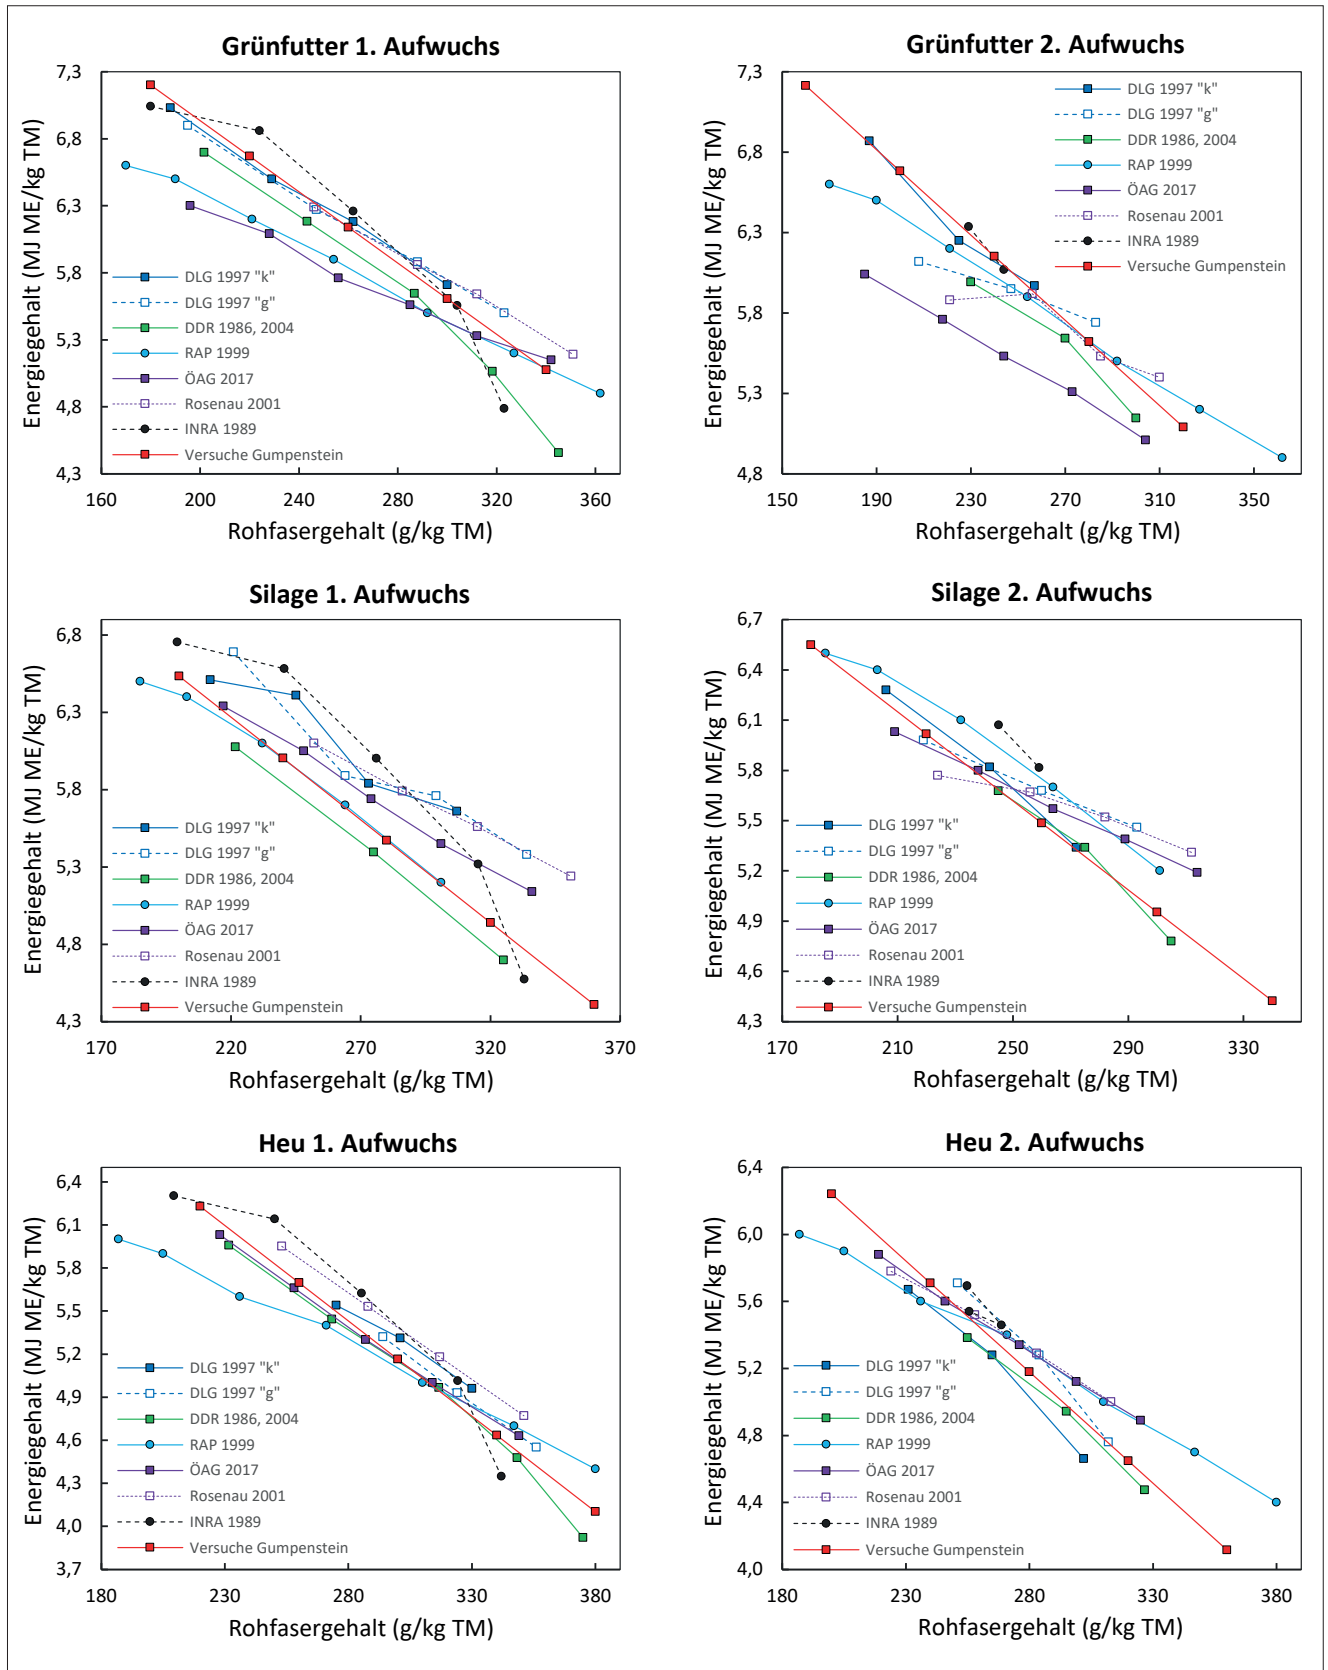 Grünfutter 1. Aufwuchs
Energiegehalt (MJ ME/kg TM)
7,3
6,8
6,3
5,8
5,3
4,8
4,3
DLG 1997 "k"
DLG 1997 "g"
DDR 1986, 2004
RAP 1999
ÖAG 2017
Rosenau 2001
INRA 1989
Versuche Gumpenstein
160 200 240 280 320 360
Rohfasergehalt (g/kg TM)
Grünfutter 2. Aufwuchs
Energiegehalt (MJ ME/kg TM)
7,3
6,8
6,3
5,8
5,3
4,8
DLG 1997 "k"
DLG 1997 "g"
DDR 1986, 2004
RAP 1999
ÖAG 2017
Rosenau 2001
INRA 1989
Versuche Gumpenstein
150 190 230 270 310 350
Rohfasergehalt (g/kg TM)
Silage 1. Aufwuchs
Energiegehalt (MJ ME/kg TM)
6,8
6,3
5,8
5,3
4,8
4,3
DLG 1997 "k"
DLG 1997 "g"
DDR 1986, 2004
RAP 1999
ÖAG 2017
Rosenau 2001
INRA 1989
Versuche Gumpenstein
170 220 270 320 370
Rohfasergehalt (g/kg TM)
Silage 2. Aufwuchs
Energiegehalt (MJ ME/kg TM)
6,7
6,4
6,1
5,8
5,5
5,2
4,9
4,6
4,3
DLG 1997 "k"
DLG 1997 "g"
DDR 1986, 2004
RAP 1999
ÖAG 2017
Rosenau 2001
INRA 1989
Versuche Gumpenstein
170 210 250 290 330
Rohfasergehalt (g/kg TM)
Heu 1. Aufwuchs
Energiegehalt (MJ ME/kg TM)
6,4
6,1
5,8
5,5
5,2
4,9
4,6
4,3
4,0
3,7
DLG 1997 "k"
DLG 1997 "g"
DDR 1986, 2004
RAP 1999
ÖAG 2017
Rosenau 2001
INRA 1989
Versuche Gumpenstein
180 230 280 330 380
Rohfasergehalt (g/kg TM)
Heu 2. Aufwuchs
Energiegehalt (MJ ME/kg TM)
6,4
6,0
5,6
5,2
4,8
4,4
4,0
DLG 1997 "k"
DLG 1997 "g"
DDR 1986, 2004
RAP 1999
ÖAG 2017
Rosenau 2001
INRA 1989
Versuche Gumpenstein
180 230 280 330 380
Rohfasergehalt (g/kg TM)